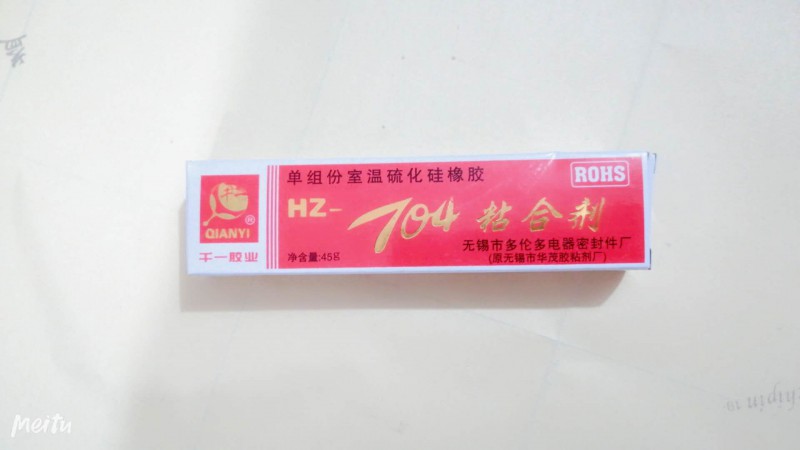 单组份室温硫化硅橡胶
ROHS
千一
®
QIANYI
千一胶业
HZ-704 粘合剂
无锡市多伦多电器密封件厂
净含量:45g
(原无锡市华茂胶粘剂厂)
Meitu